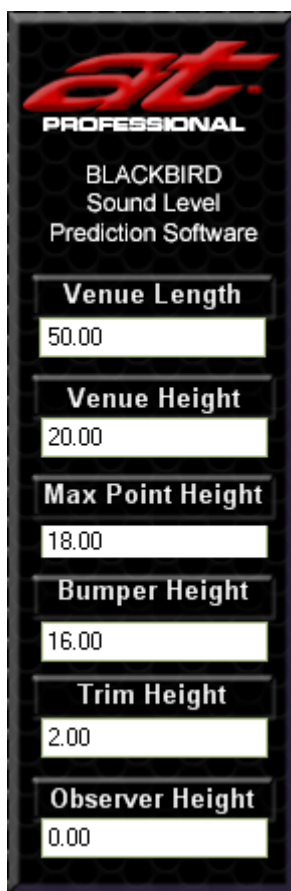 at.
PROFESSIONAL
BLACKBIRD
Sound Level
Prediction Software
Venue Length
50.00
Venue Height
20.00
Max Point Height
18.00
Bumper Height
16.00
Trim Height
2.00
Observer Height
0.00